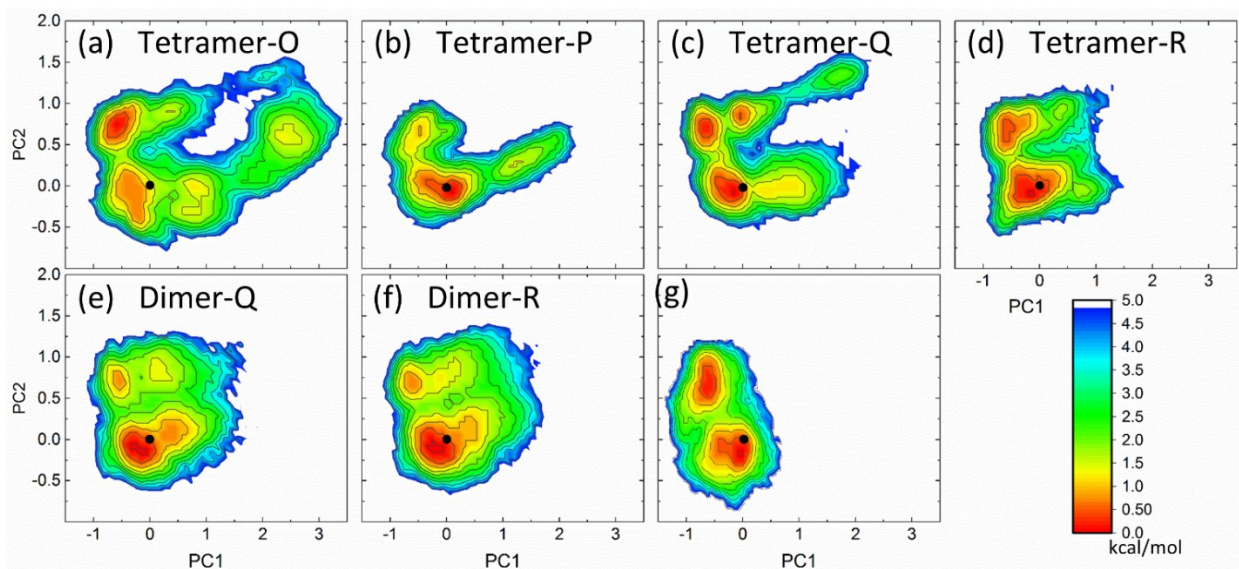 (a) Tetramer-O (b) Tetramer-P (c) Tetramer-Q (d) Tetramer-R
2.0
1.5
1.0
0.5
0.0
-0.5
PC2
-1 0 1 2 3
PC1
(e) Dimer-Q (f) Dimer-R (g)
2.0
1.5
1.0
0.5
0.0
-0.5
PC2
-1 0 1 2 3 -1 0 1 2 3 -1 0 1 2 3
PC1 PC1 PC1
5.0
4.5
4.0
3.5
3.0
2.5
2.0
1.5
1.0
0.50
0.00
kcal/mol